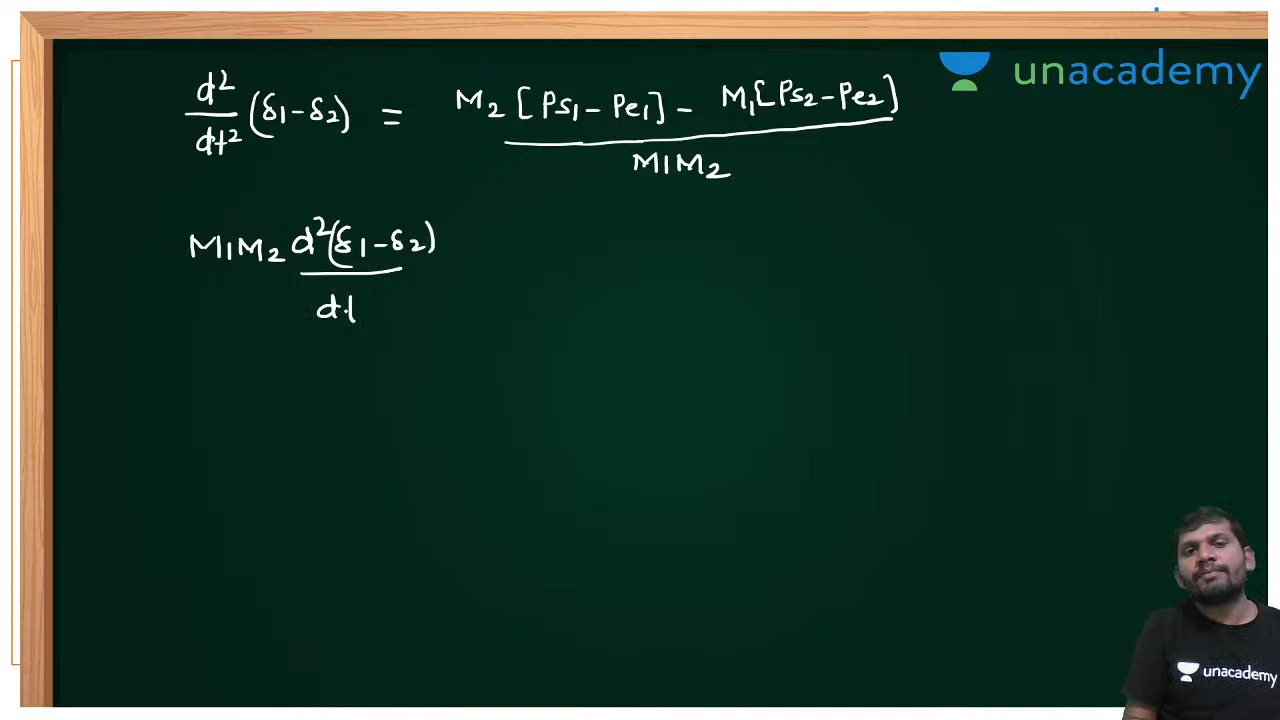 unacademy
d²/dt² (δ1-δ2) = M2[Ps1-Pe1] - M1[Ps2-Pe2] / M1M2
M1M2 d²(δ1-δ2) / dt
unacademy